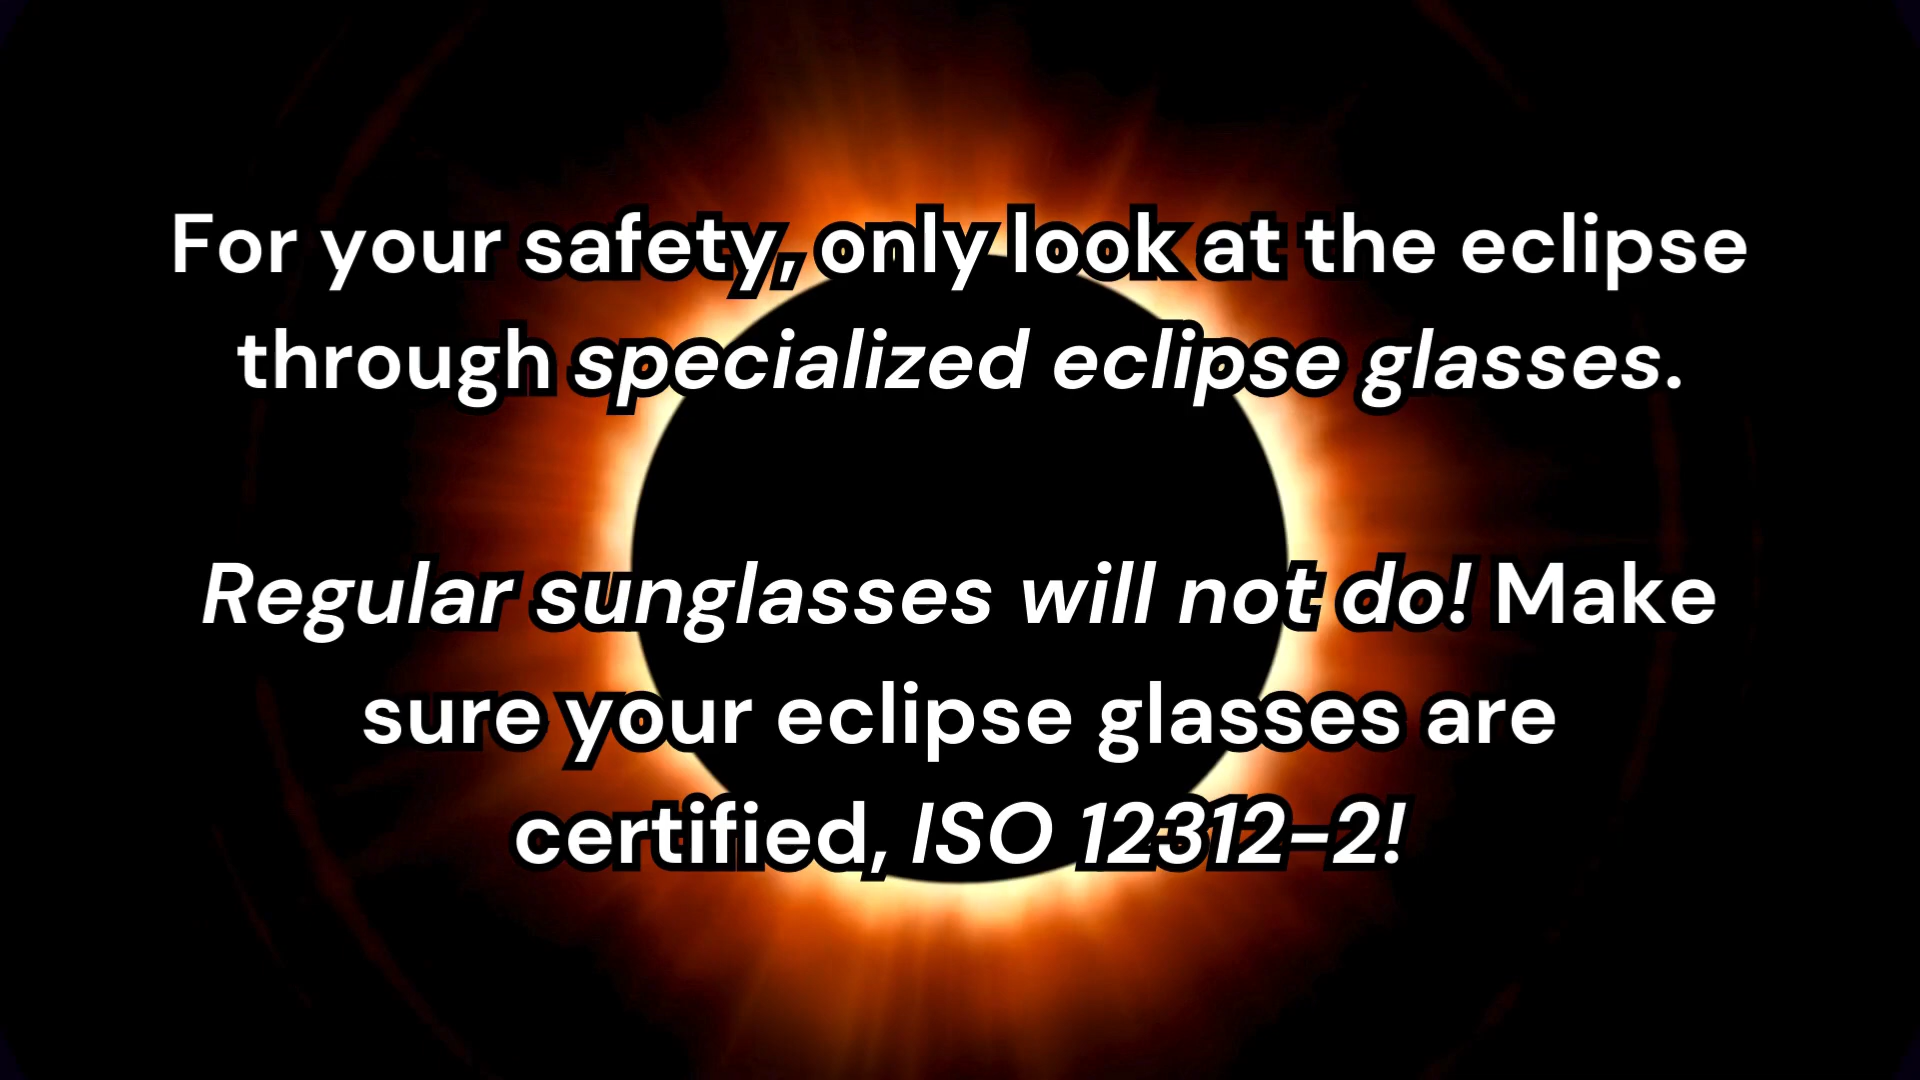 For your safety, only look at the eclipse
through specialized eclipse glasses.
Regular sunglasses will not do! Make
sure your eclipse glasses are
certified, ISO 12312-2!